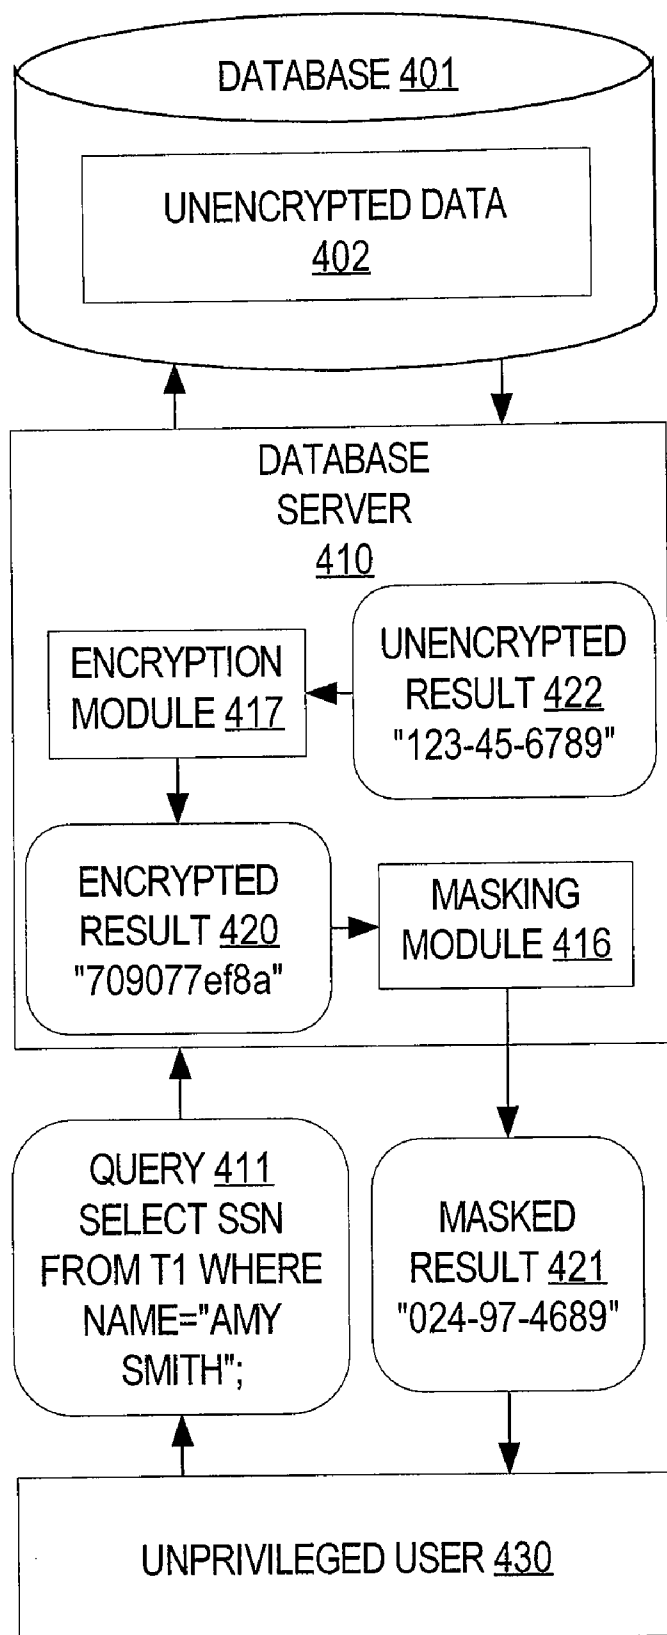 DATABASE 401
UNENCRYPTED DATA
402
DATABASE
SERVER
410
UNENCRYPTED
RESULT 422
"123-45-6789"
ENCRYPTION
MODULE 417
ENCRYPTED
RESULT 420
"709077ef8a"
MASKING
MODULE 416
QUERY 411
SELECT SSN
FROM T1 WHERE
NAME="AMY
SMITH";
MASKED
RESULT 421
"024-97-4689"
UNPRIVILEGED USER 430